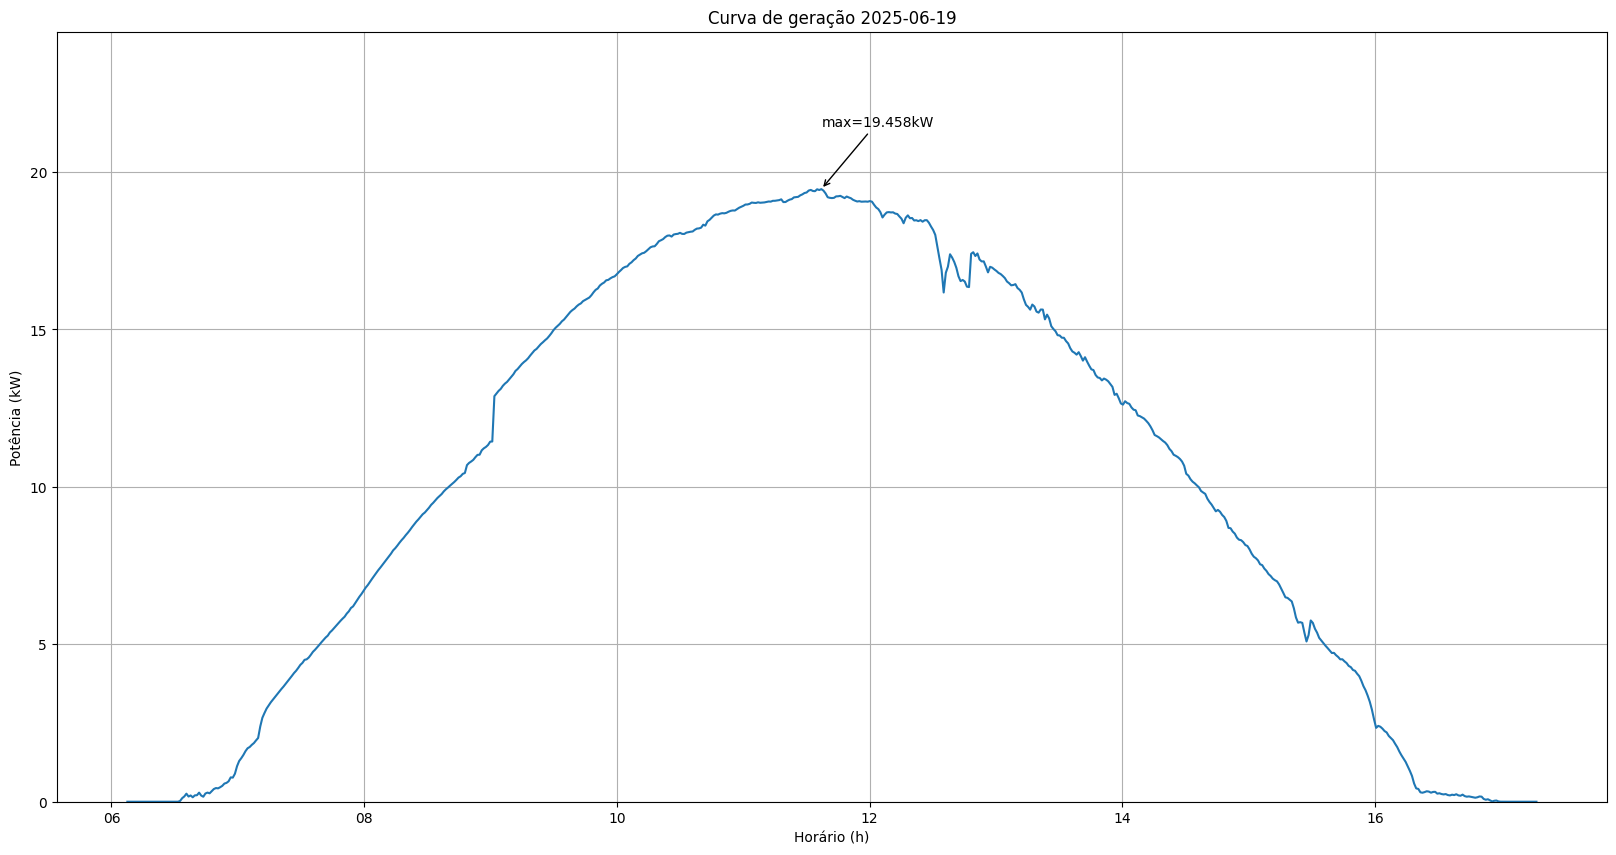 Curva de geração 2025-06-19
max=19.458kW
Potência (kW)
20
15
10
5
0
06 08 10 12 14 16
Horário (h)